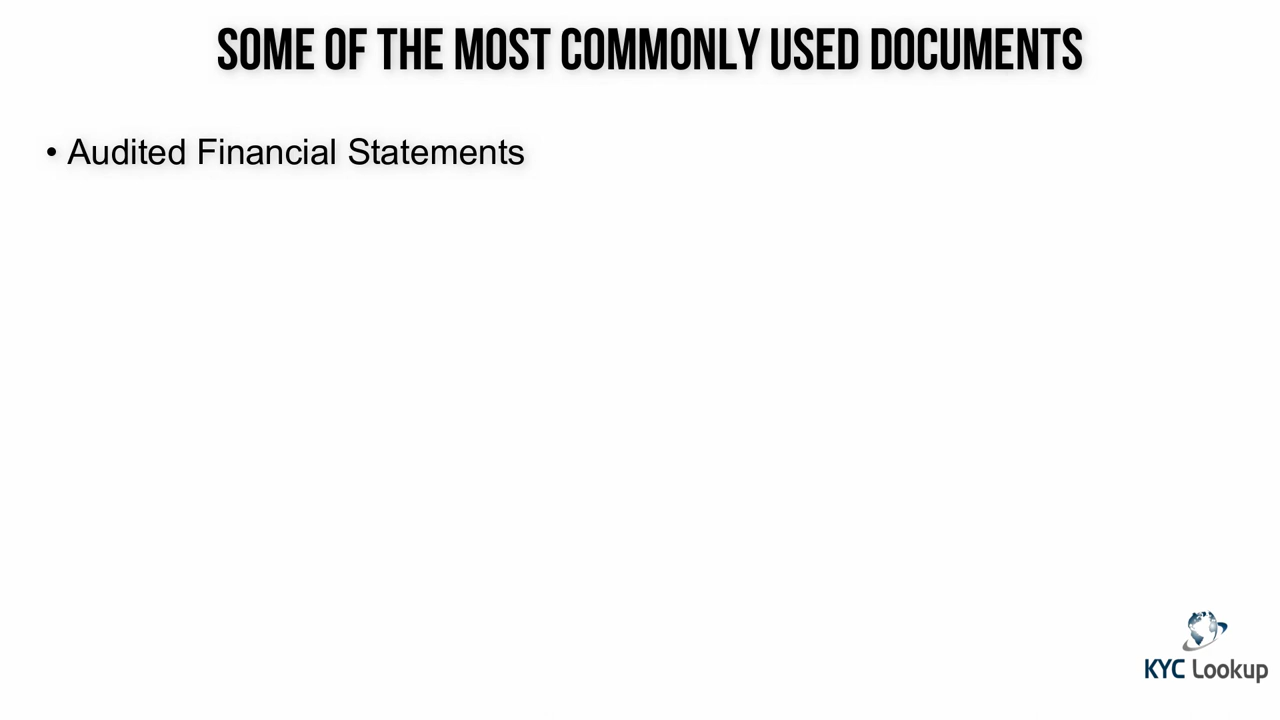 SOME OF THE MOST COMMONLY USED DOCUMENTS
• Audited Financial Statements
KYC Lookup